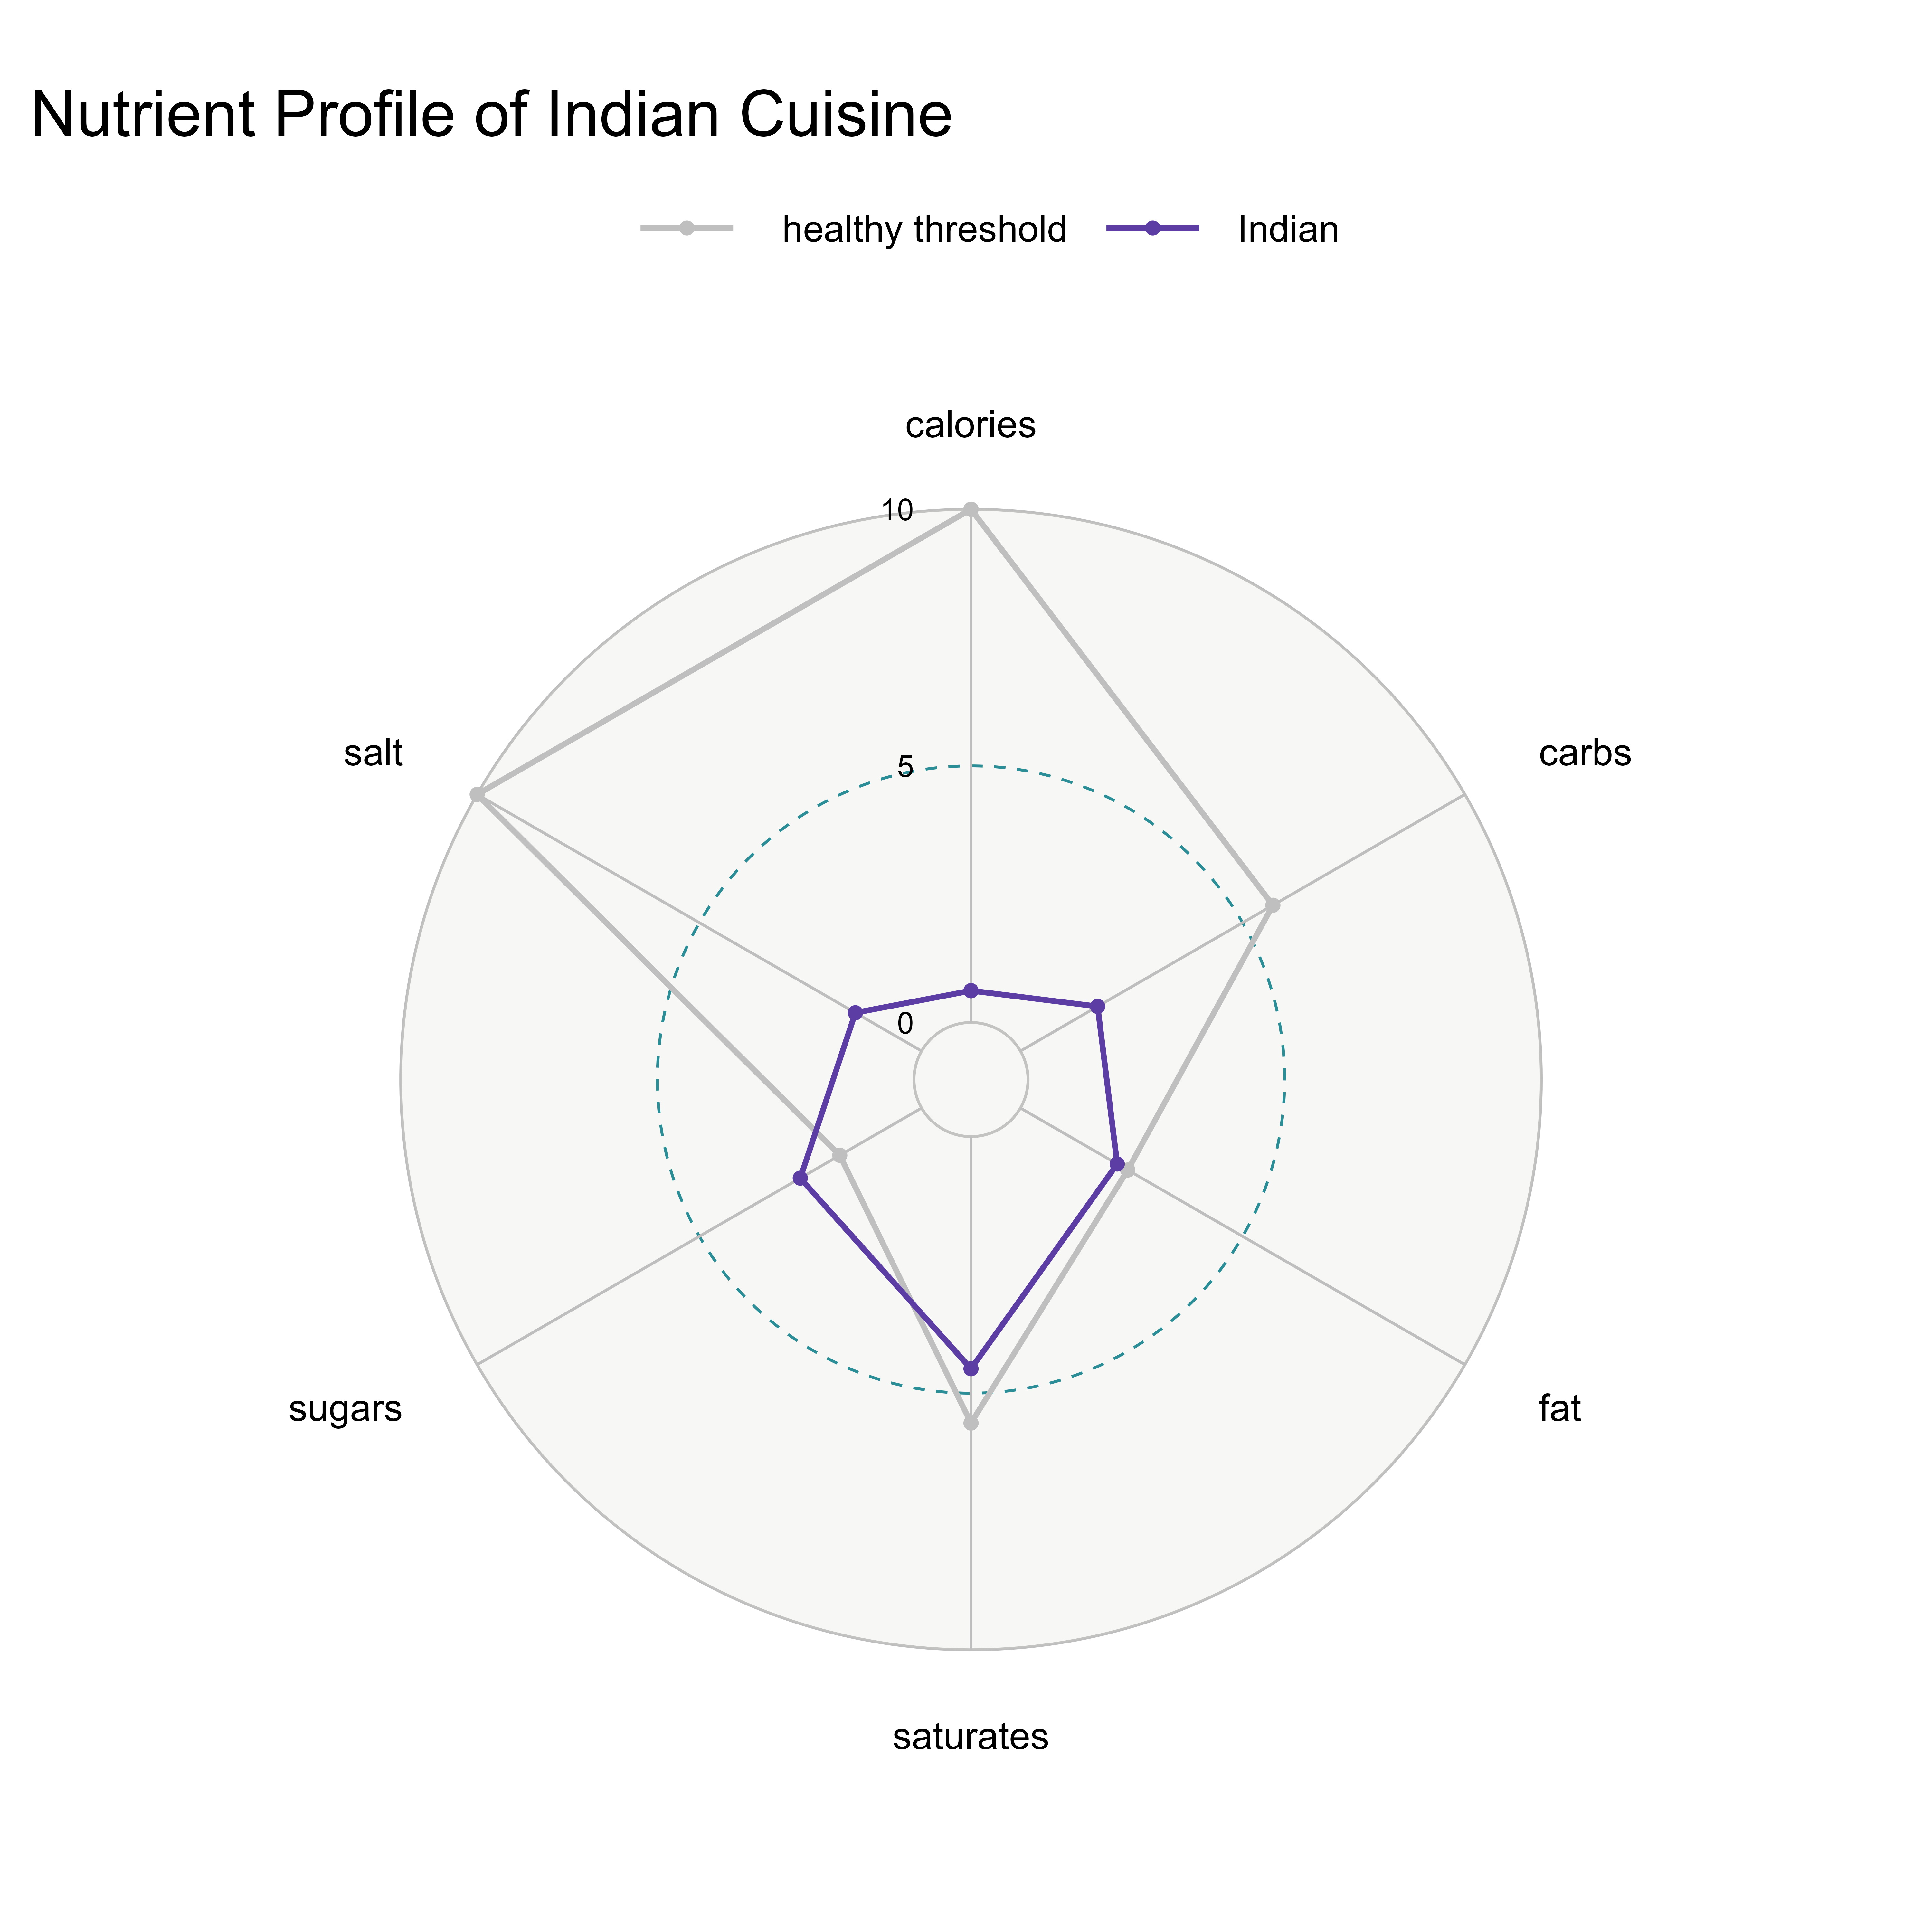 Nutrient Profile of Indian Cuisine
healthy threshold Indian
calories
10
salt
carbs
5
0
sugars
fat
saturates